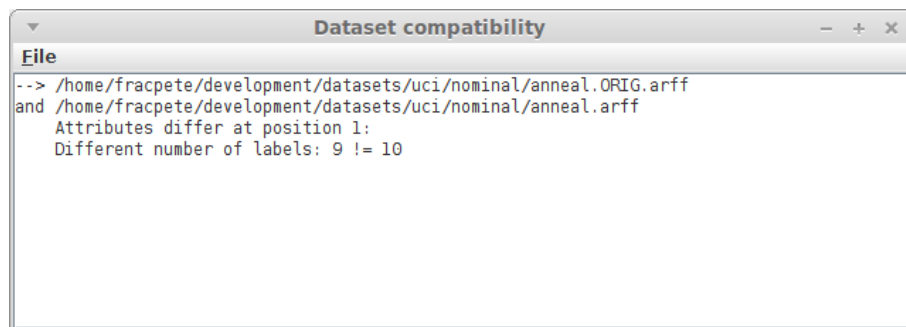 Dataset compatibility
File
--> /home/fracpete/development/datasets/uci/nominal/anneal.ORIG.arff
and /home/fracpete/development/datasets/uci/nominal/anneal.arff
Attributes differ at position 1:
Different number of labels: 9 != 10